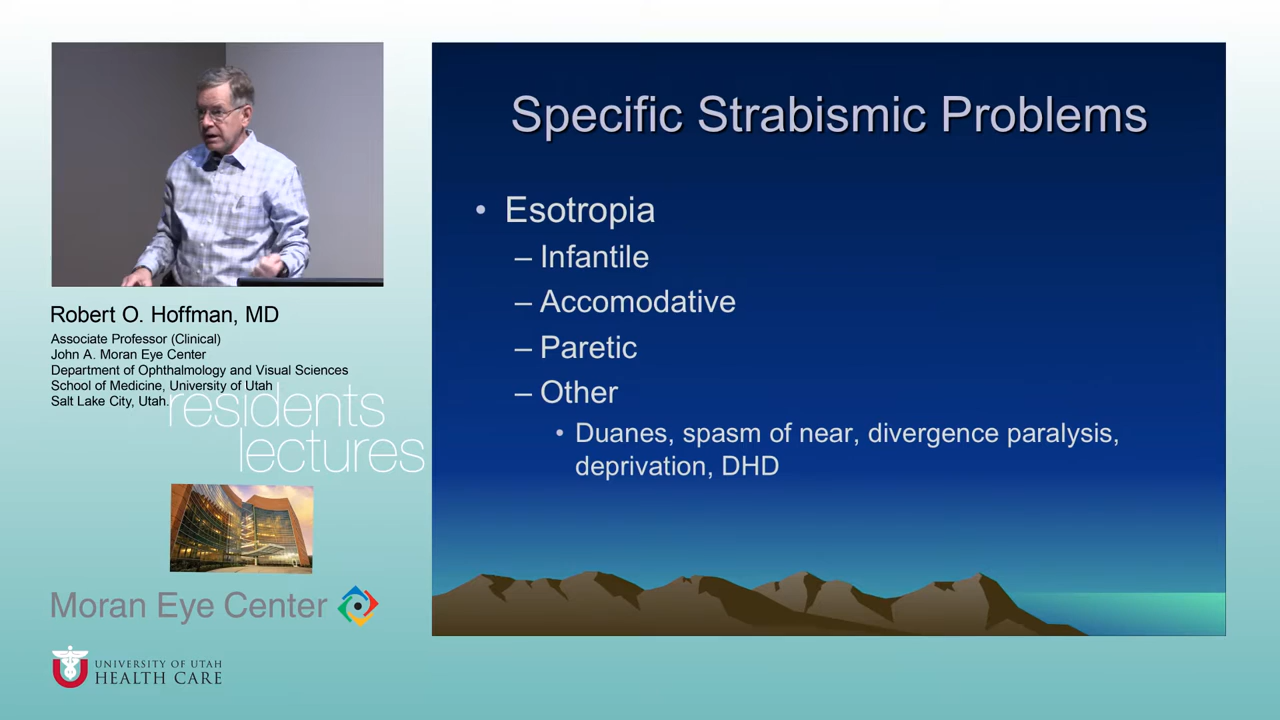 Specific Strabismic Problems
• Esotropia
– Infantile
– Accomodative
– Paretic
– Other
• Duanes, spasm of near, divergence paralysis,
deprivation, DHD
Robert O. Hoffman, MD
Associate Professor (Clinical)
John A. Moran Eye Center
Department of Ophthalmology and Visual Sciences
School of Medicine, University of Utah
Salt Lake City, Utah.
residents
lectures
Moran Eye Center
UNIVERSITY OF UTAH
HEALTH CARE